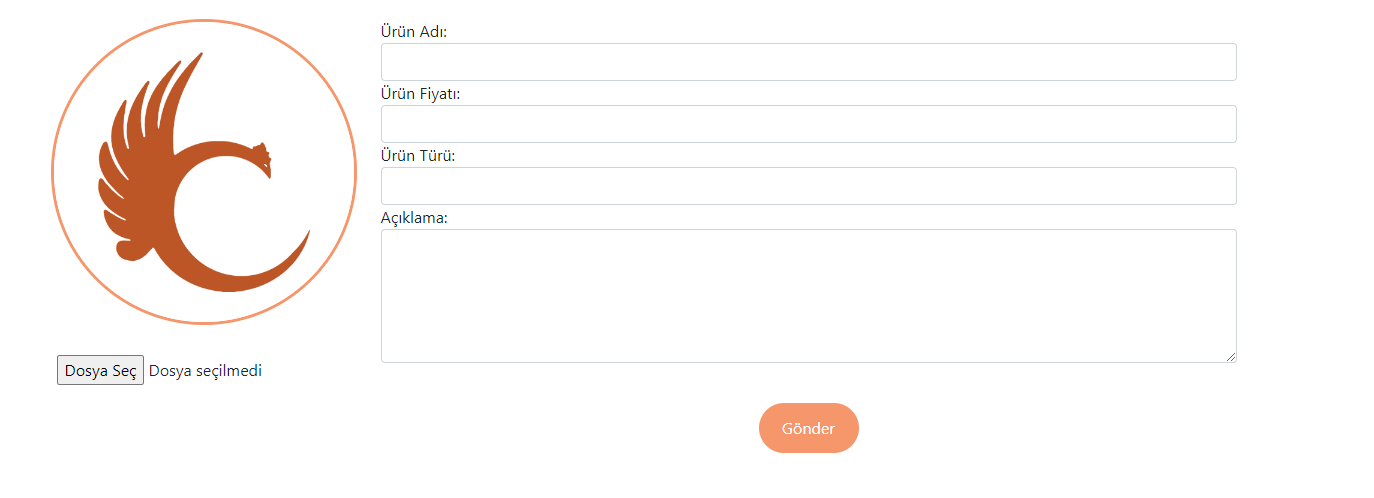 Ürün Adı:
Ürün Fiyatı:
Ürün Türü:
Açıklama:
Dosya Seç Dosya seçilmedi
Gönder